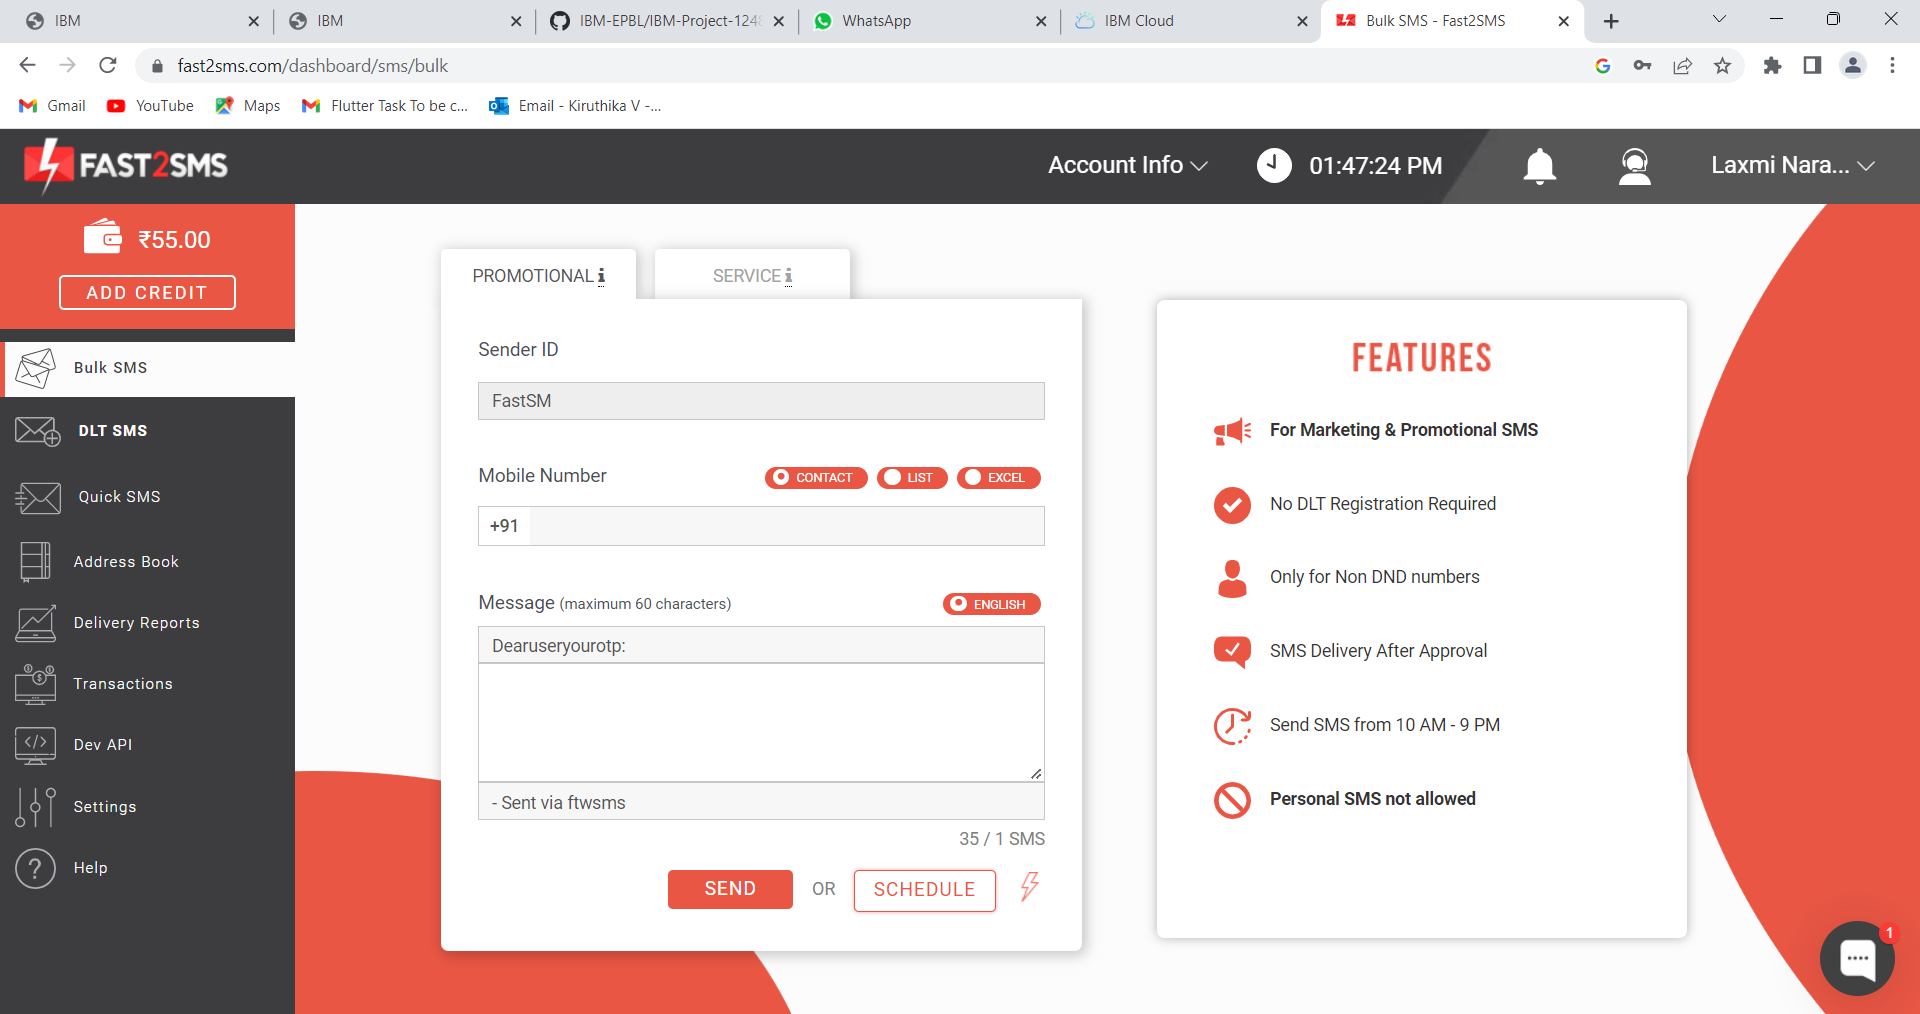 IBM
IBM
IBM-EPBL/IBM-Project-1248
WhatsApp
IBM Cloud
Bulk SMS - Fast2SMS
fast2sms.com/dashboard/sms/bulk
Gmail
YouTube
Maps
Flutter Task To be c...
Email - Kiruthika V -...
FAST2SMS
Account Info
01:47:24 PM
Laxmi Nara...
₹55.00
ADD CREDIT
Bulk SMS
DLT SMS
Quick SMS
Address Book
Delivery Reports
Transactions
Dev API
Settings
Help
PROMOTIONAL i
SERVICE i
Sender ID
FastSM
Mobile Number
CONTACT
LIST
EXCEL
+91
Message (maximum 60 characters)
ENGLISH
Dearuseryourotp:
- Sent via ftwsms
35 / 1 SMS
SEND
OR
SCHEDULE
FEATURES
For Marketing & Promotional SMS
No DLT Registration Required
Only for Non DND numbers
SMS Delivery After Approval
Send SMS from 10 AM - 9 PM
Personal SMS not allowed
1